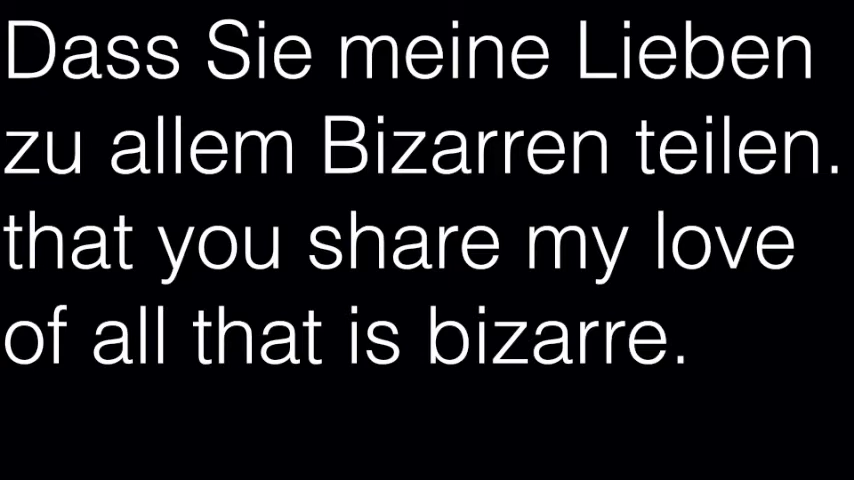 Dass Sie meine Lieben
zu allem Bizarren teilen.
that you share my love
of all that is bizarre.